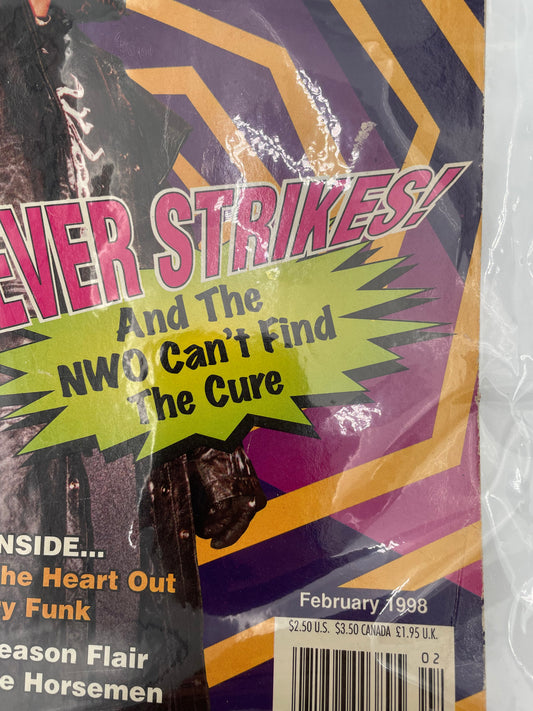 EVER STRIKES!
And The
NWO Can't Find
The Cure
NSIDE...
he Heart Out
y Funk
eason Flair
e Horsemen
February 1998
$2.50 U.S. $3.50 CANADA £1.95 U.K.
02